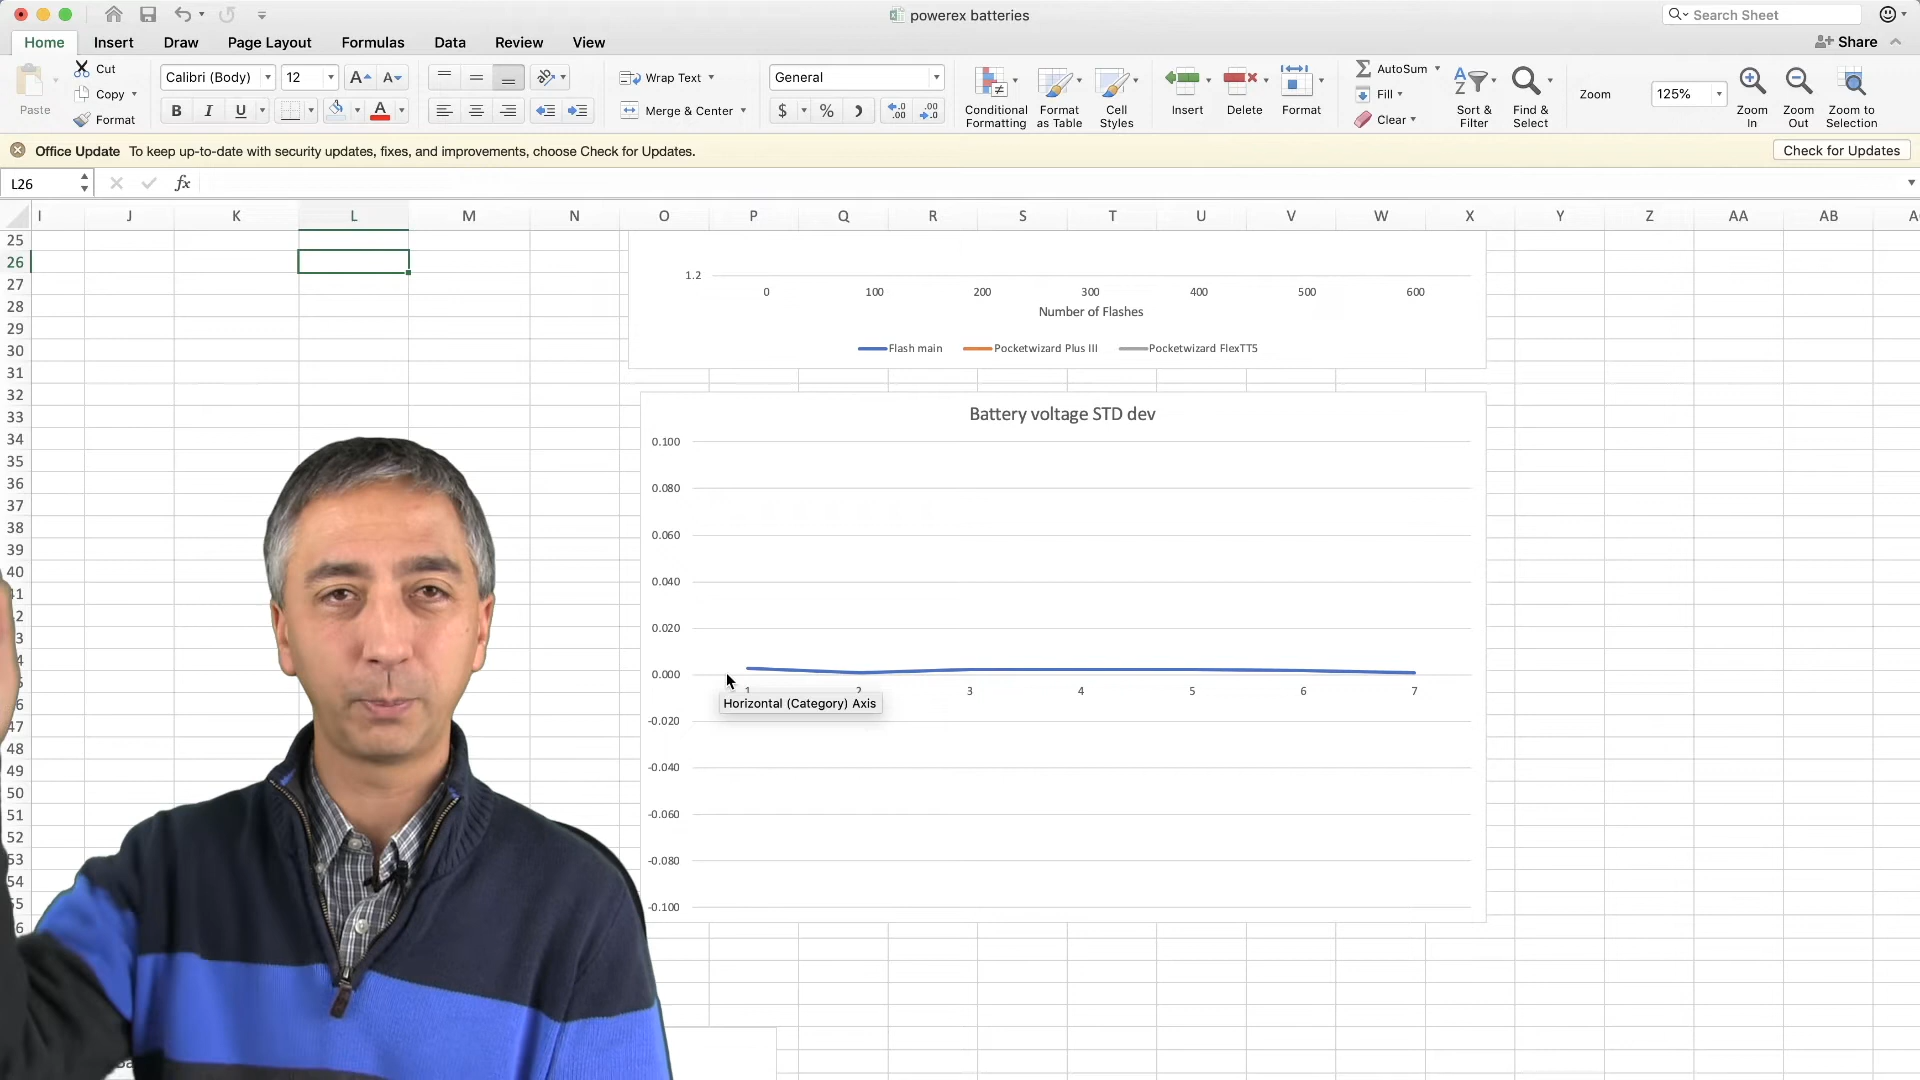 powerex batteries
Search Sheet
Home Insert Draw Page Layout Formulas Data Review View
Share
Paste
Cut
Copy
Format
Calibri (Body) 12
B I U
Wrap Text
Merge & Center
General
$ % )
Conditional Formatting
Format as Table
Cell Styles
Insert
Delete
Format
AutoSum
Fill
Clear
Sort & Filter
Find & Select
Zoom
125%
Zoom In
Zoom Out
Zoom to Selection
Office Update To keep up-to-date with security updates, fixes, and improvements, choose Check for Updates.
Check for Updates
L26
fx
I J K L M N O P Q R S T U V W X Y Z AA AB
25
26
27
28
29
30
31
32
33
34
35
36
37
38
39
40
47
48
49
50
51
52
53
54
1.2
0 100 200 300 400 500 600
Number of Flashes
Flash main Pocketwizard Plus III Pocketwizard FlexTT5
Battery voltage STD dev
0.100
0.080
0.060
0.040
0.020
0.000
1 2 3 4 5 6 7
Horizontal (Category) Axis
-0.020
-0.040
-0.060
-0.080
-0.100